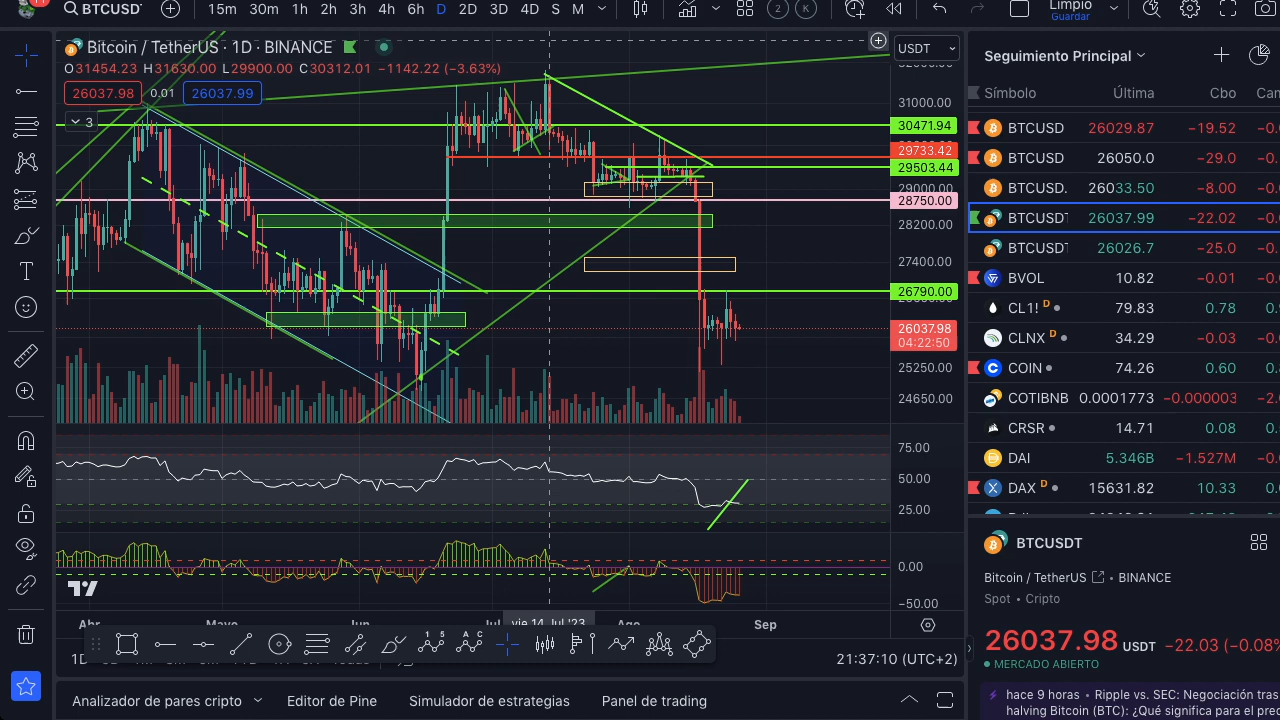 BTCUSD
15m 30m 1h 2h 3h 4h 6h D 2D 3D 4D S M 2 K
Limpio
Guardar
Bitcoin / TetherUS · 1D · BINANCE
O31454.23 H31630.00 L29900.00 C30312.01 −1142.22 (−3.63%)
26037.98 0.01 26037.99
3
USDT
31000.00
30471.94
29733.42
29503.44
29000.00
28750.00
28200.00
27400.00
26790.00
26037.98
04:22:50
25250.00
24650.00
75.00
50.00
25.00
0.00
−50.00
Abr Mayo Jun Jul vie 14 Jul '23 Ago Sep
1D
21:37:10 (UTC+2)
Analizador de pares cripto Editor de Pine Simulador de estrategias Panel de trading
Seguimiento Principal
Símbolo Última Cbo
BTCUSD 26029.87 −19.52
BTCUSD 26050.0 −29.0
BTCUSD. 26033.50 −8.00
BTCUSDT 26037.99 −22.02
BTCUSDT 26026.7 −25.0
BVOL 10.82 −0.01
CL1! D 79.83 0.78
CLNX D 34.29 −0.03
COIN 74.26 0.60
COTIBNB 0.0001773 −0.000003
CRSR 14.71 0.08
DAI 5.346B −1.527M
DAX D 15631.82 10.33
BTCUSDT
Bitcoin / TetherUS • BINANCE
Spot • Cripto
26037.98 USDT −22.03 (−0.08%
MERCADO ABIERTO
hace 9 horas • Ripple vs. SEC: Negociación tras
halving Bitcoin (BTC): ¿Qué significa para el prec